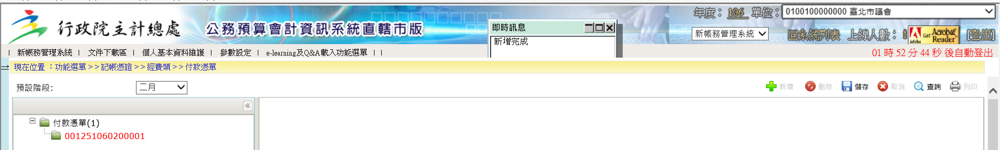 年度： 106 單位： 0100100000000 臺北市議會
行政院主計總處 公務預算會計資訊系統直轄市版
即時訊息
新增完成
新帳務管理系統 回系統列表 上線人數： Get Acrobat Reader Adobe [登出]
| 新帳務管理系統 | 文件下載區 | 個人基本資料維護 | 參數設定 | e-learning及Q&A載入功能選單 | |
01 時 52 分 44 秒 後自動登出
現在位置 ：功能選單>>記帳憑證>>經費類>>付款憑單
預設階段: 二月 新增 刪除 儲存 取消 查詢 列印
付款憑單(1)
001251060200001